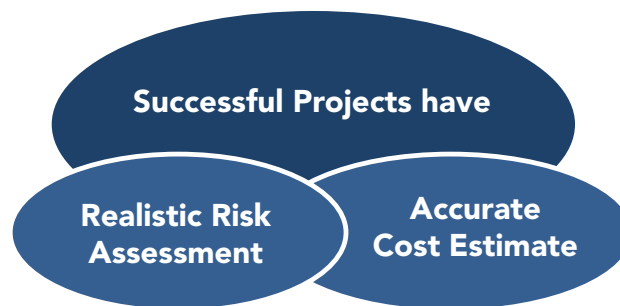 Successful Projects have
Realistic Risk
Assessment
Accurate
Cost Estimate